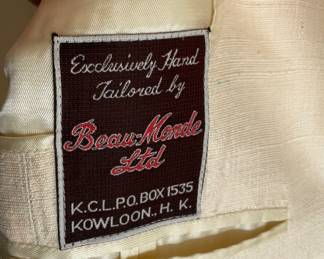 Exclusively Hand
Tailored by
Beau-Monde
Ltd
K.C.L.P.O. BOX 1535
KOWLOON., H. K.